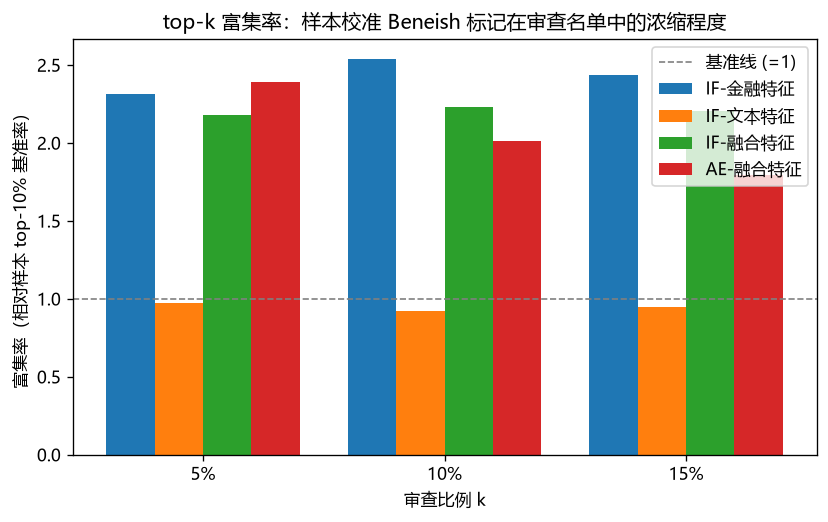 top-k 富集率：样本校准 Beneish 标记在审查名单中的浓缩程度
富集率（相对样本 top-10% 基准率）
2.5
2.0
1.5
1.0
0.5
0.0
基准线 (=1)
IF-金融特征
IF-文本特征
IF-融合特征
AE-融合特征
5%
10%
15%
审查比例 k